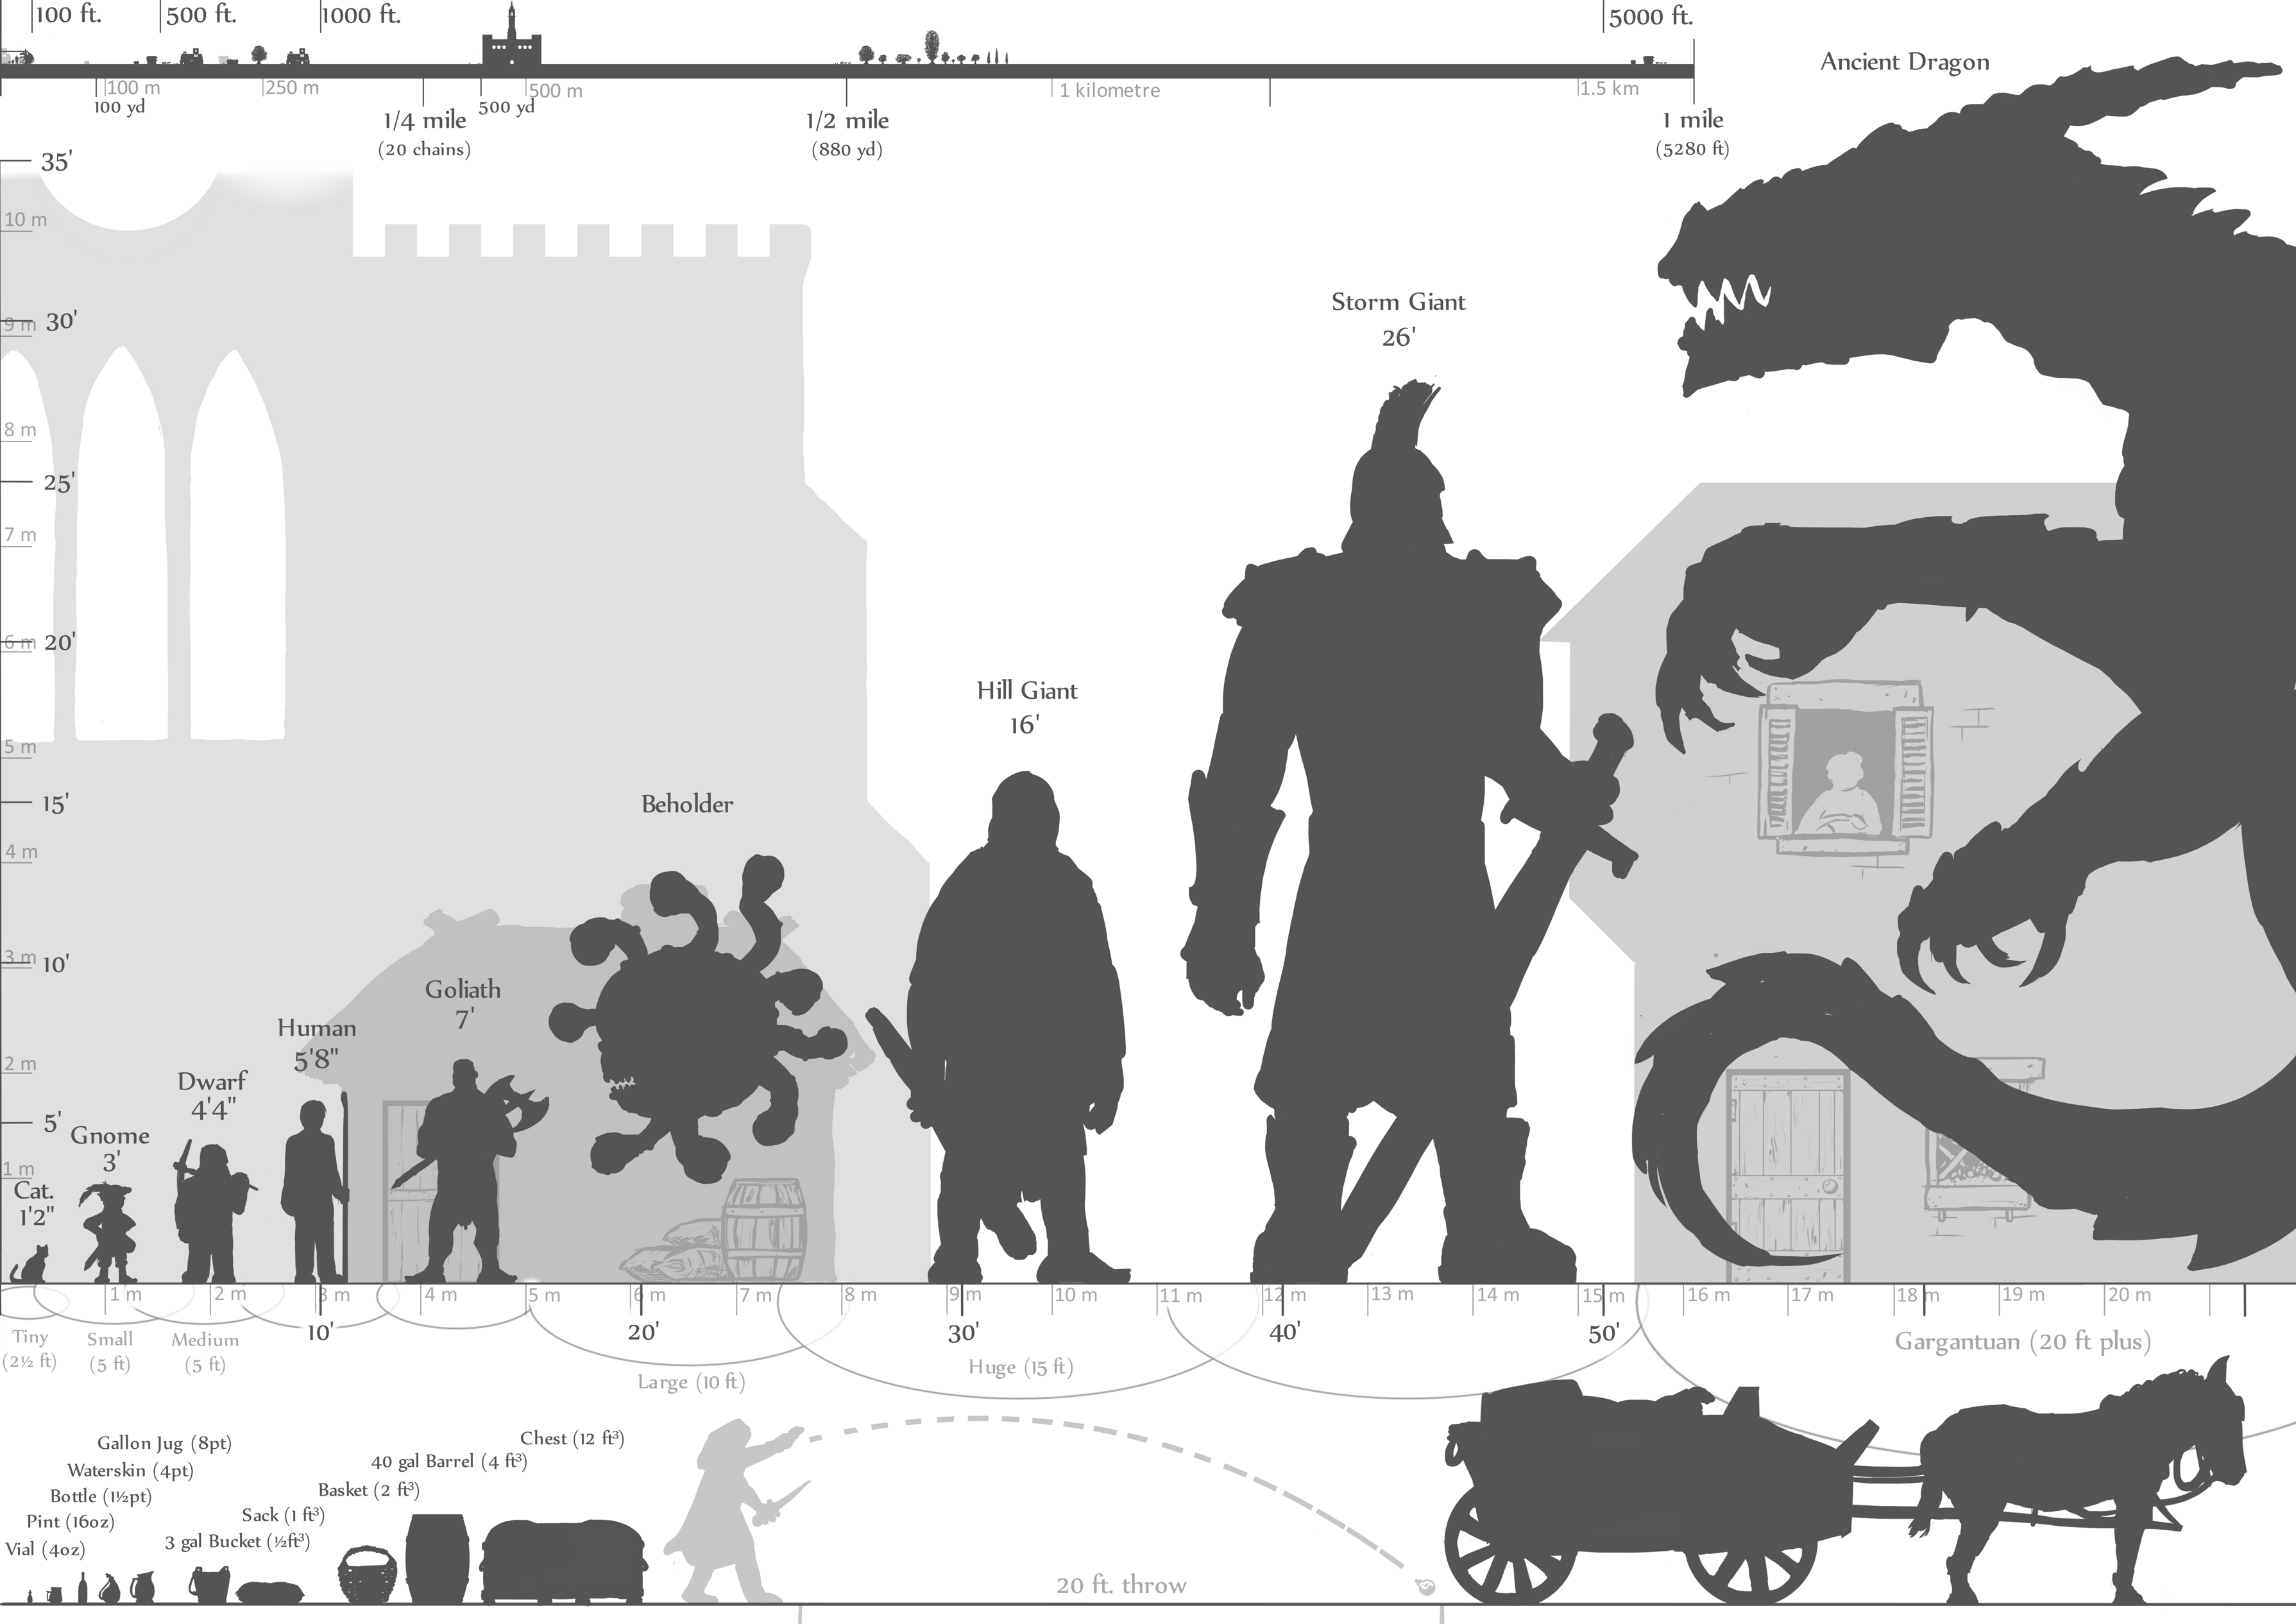 100 ft.
500 ft.
1000 ft.
5000 ft.
100 m
250 m
500 m
1 kilometre
1.5 km
100 yd
500 yd
1/4 mile
(20 chains)
1/2 mile
(880 yd)
1 mile
(5280 ft)
Ancient Dragon
35'
10 m
9 m
30'
8 m
25'
7 m
6 m
20'
5 m
15'
4 m
3 m
10'
2 m
5'
1 m
Storm Giant
26'
Hill Giant
16'
Beholder
Goliath
7'
Human
5'8"
Dwarf
4'4"
Gnome
3'
Cat.
1'2"
1 m
2 m
3 m
4 m
5 m
6 m
7 m
8 m
9 m
10 m
11 m
12 m
13 m
14 m
15 m
16 m
17 m
18 m
19 m
20 m
10'
20'
30'
40'
50'
Tiny
(2½ ft)
Small
(5 ft)
Medium
(5 ft)
Large (10 ft)
Huge (15 ft)
Gargantuan (20 ft plus)
Gallon Jug (8pt)
Waterskin (4pt)
Bottle (1½pt)
Pint (16oz)
Vial (4oz)
Chest (12 ft³)
40 gal Barrel (4 ft³)
Basket (2 ft³)
Sack (1 ft³)
3 gal Bucket (½ft³)
20 ft. throw